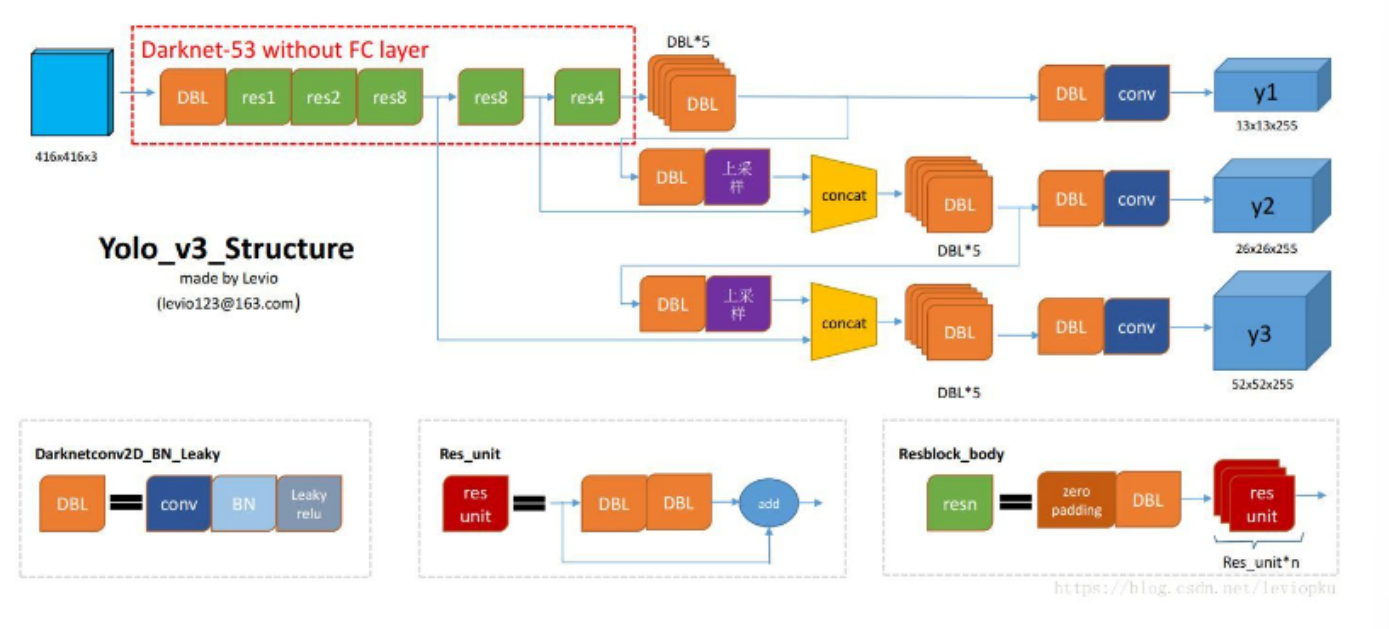 Darknet-53 without FC layer
DBL*5
DBL
res1
res2
res8
res8
res4
DBL
DBL
conv
y1
416x416x3
13x13x255
DBL
上采
样
concat
DBL
DBL
conv
y2
DBL*5
26x26x255
Yolo_v3_Structure
made by Levio
(levio123@163.com)
DBL
上采
样
concat
DBL
DBL
conv
y3
DBL*5
52x52x255
Darknetconv2D_BN_Leaky
DBL
conv
BN
Leaky
relu
Res_unit
res
unit
DBL
DBL
add
Resblock_body
resn
zero
padding
DBL
res
unit
Res_unit*n
https://blog.csdn.net/leviopku